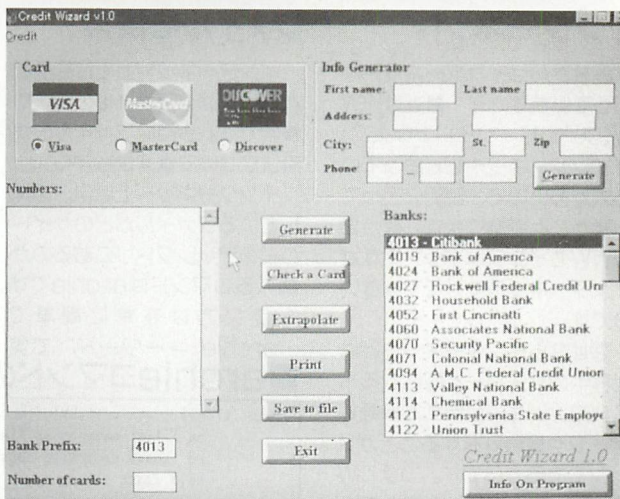 Credit Wizard v1.0
Credit
Card
VISA
MasterCard
DISCOVER
Visa
MasterCard
Discover
Info Generator
First name:
Last name
Address:
City:
St.
Zip
Phone
–
Generate
Numbers:
Generate
Check a Card
Extrapolate
Print
Save to file
Exit
Banks:
4013 - Citibank
4019 - Bank of America
4024 - Bank of America
4027 - Rockwell Federal Credit Uni
4032 - Household Bank
4052 - First Cincinatti
4060 - Associates National Bank
4070 - Security Pacific
4071 - Colonial National Bank
4094 - A.M.C. Federal Credit Union
4113 - Valley National Bank
4114 - Chemical Bank
4121 - Pennsylvania State Employe
4122 - Union Trust
Bank Prefix:
4013
Number of cards:
Credit Wizard 1.0
Info On Program